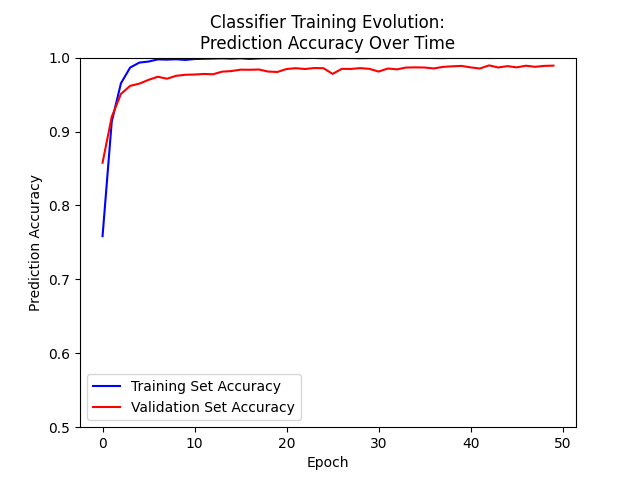 Classifier Training Evolution:
Prediction Accuracy Over Time
1.0
0.9
0.8
0.7
0.6
0.5
Prediction Accuracy
Training Set Accuracy
Validation Set Accuracy
0 10 20 30 40 50
Epoch